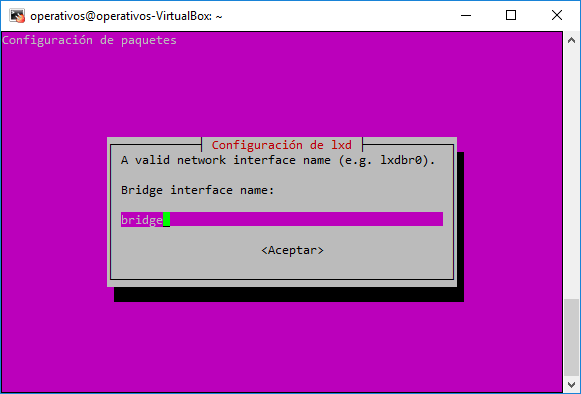 operativos@operativos-VirtualBox: ~
Configuración de paquetes
Configuración de lxd
A valid network interface name (e.g. lxdbr0).
Bridge interface name:
bridge
<Aceptar>